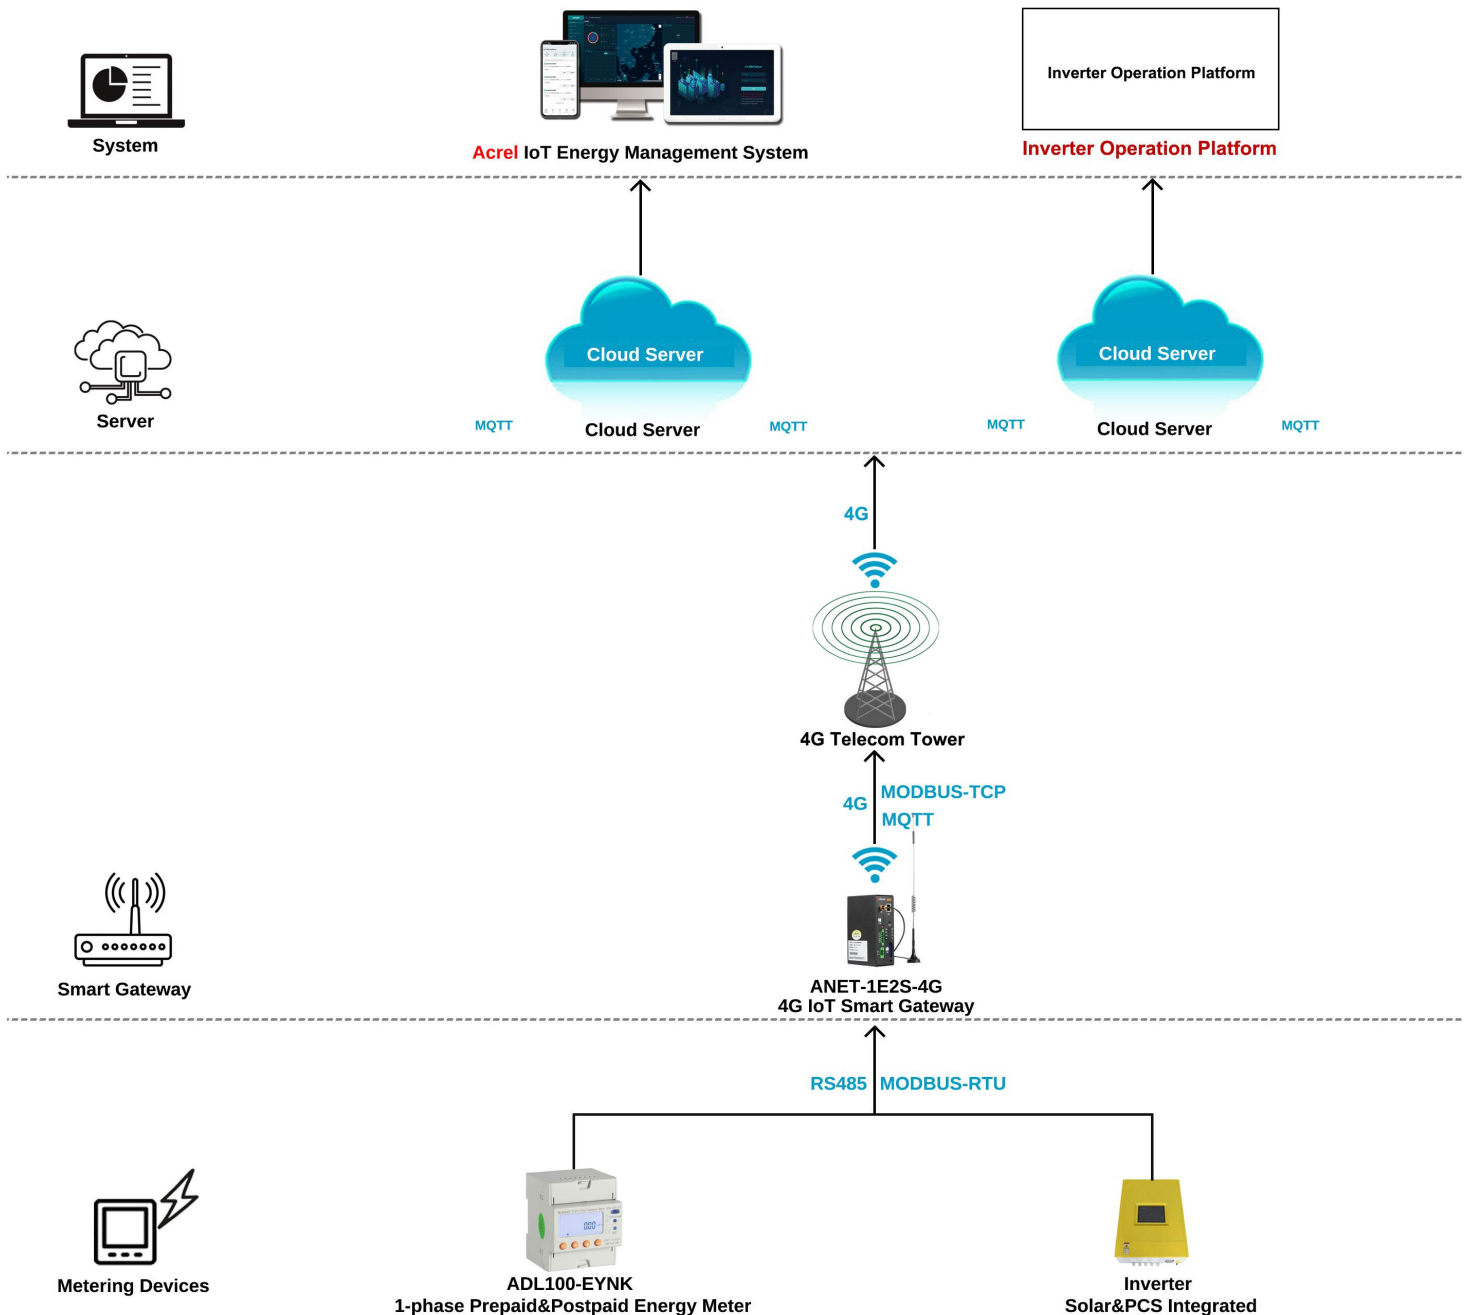 Inverter Operation Platform
System
Acrel IoT Energy Management System
Inverter Operation Platform
Cloud Server
Cloud Server
Server
MQTT
Cloud Server
MQTT
MQTT
Cloud Server
MQTT
4G
4G Telecom Tower
4G
MODBUS-TCP
MQTT
Smart Gateway
ANET-1E2S-4G
4G IoT Smart Gateway
RS485
MODBUS-RTU
000
Metering Devices
ADL100-EYNK
1-phase Prepaid&Postpaid Energy Meter
Inverter
Solar&PCS Integrated